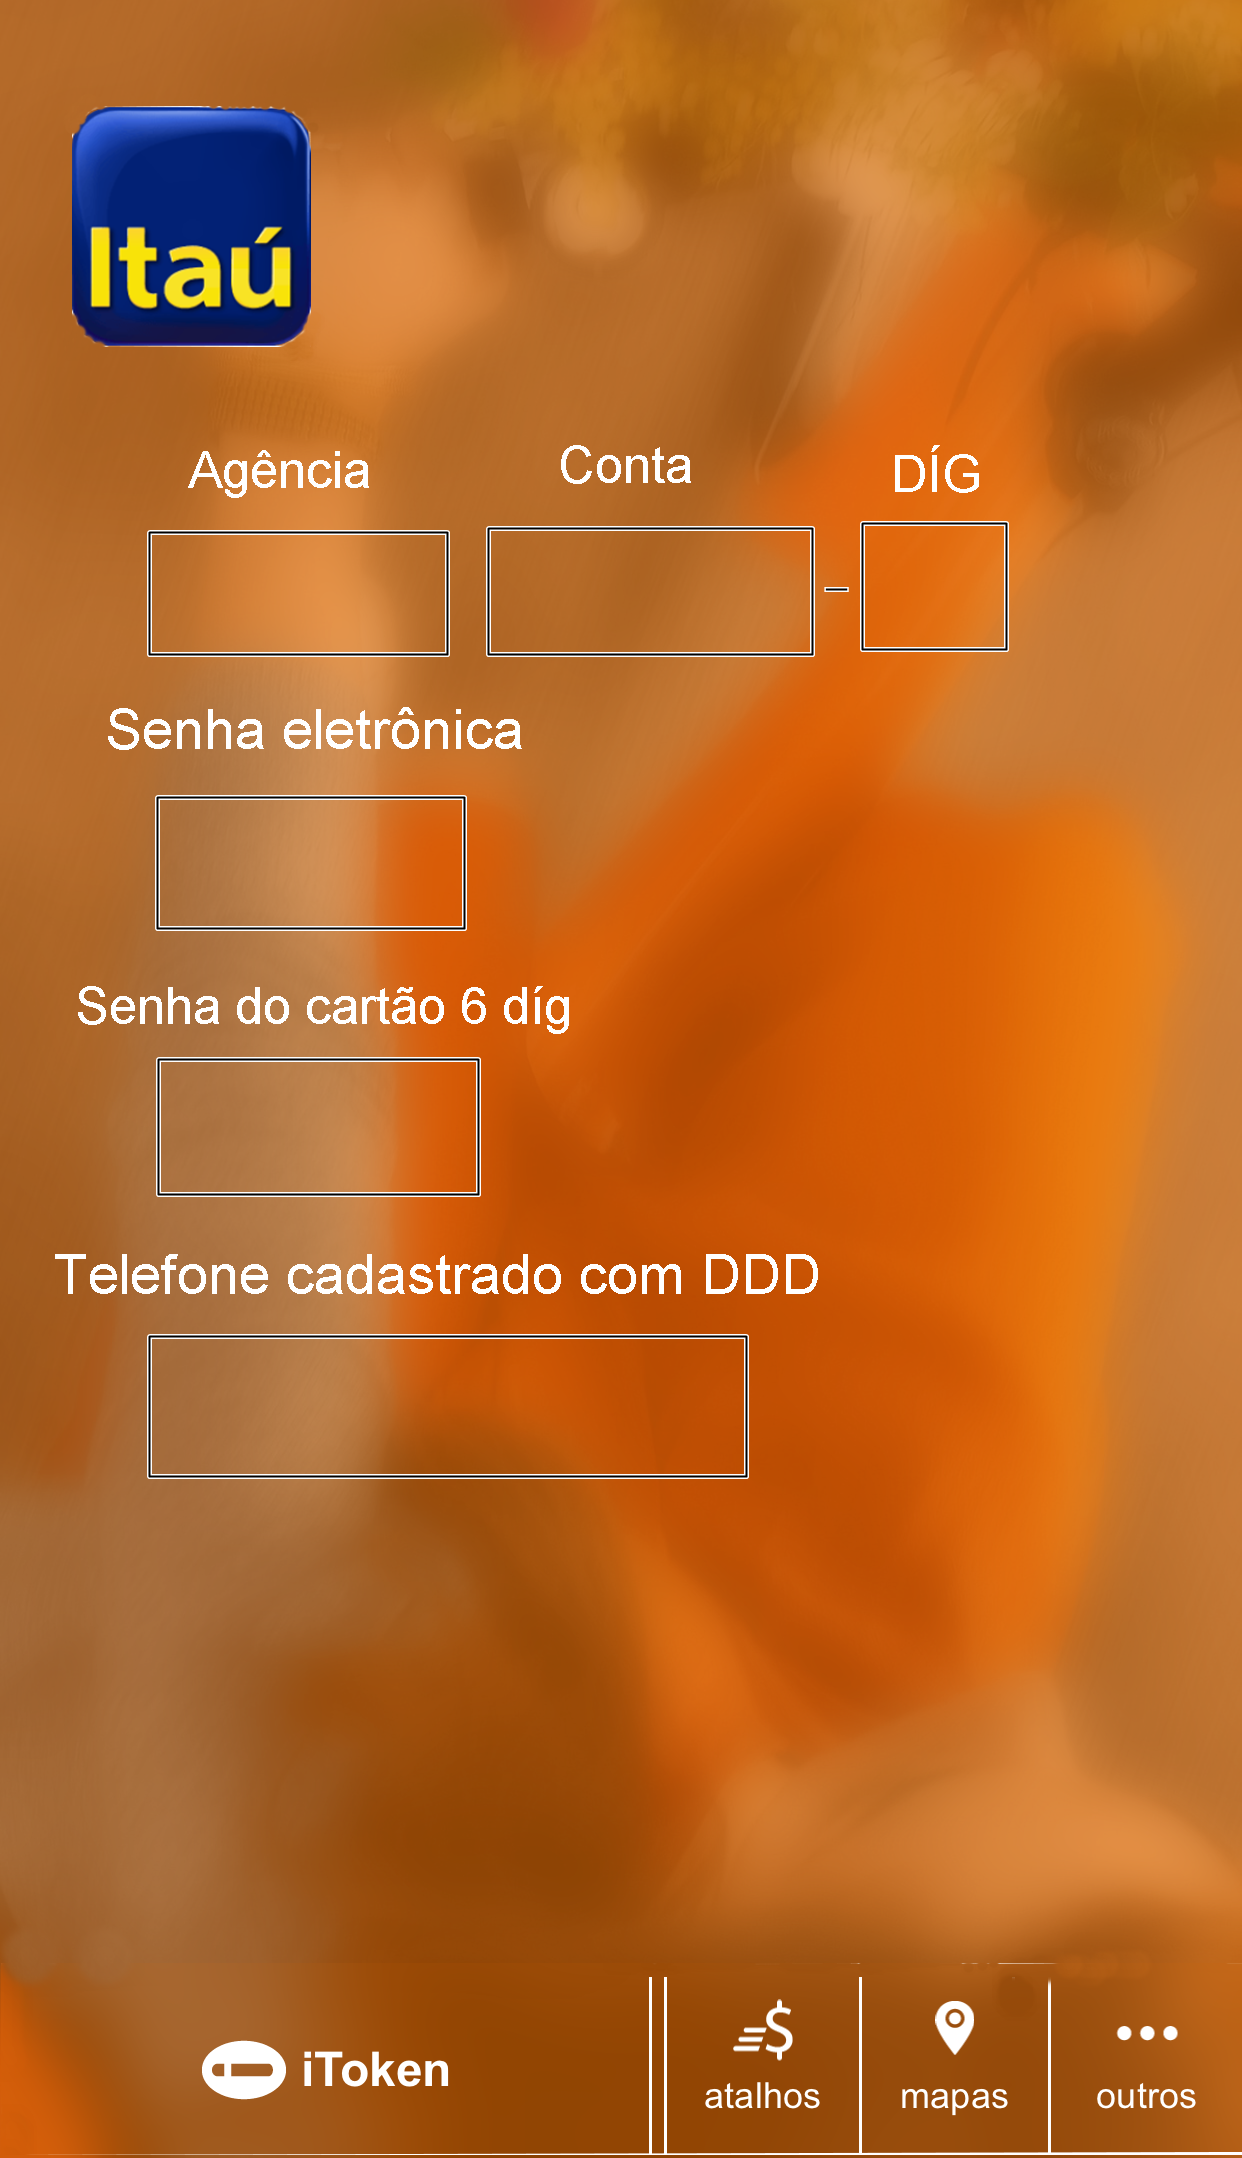 Itaú
Agência Conta DÍG
Senha eletrônica
Senha do cartão 6 díg
Telefone cadastrado com DDD
iToken
atalhos mapas outros